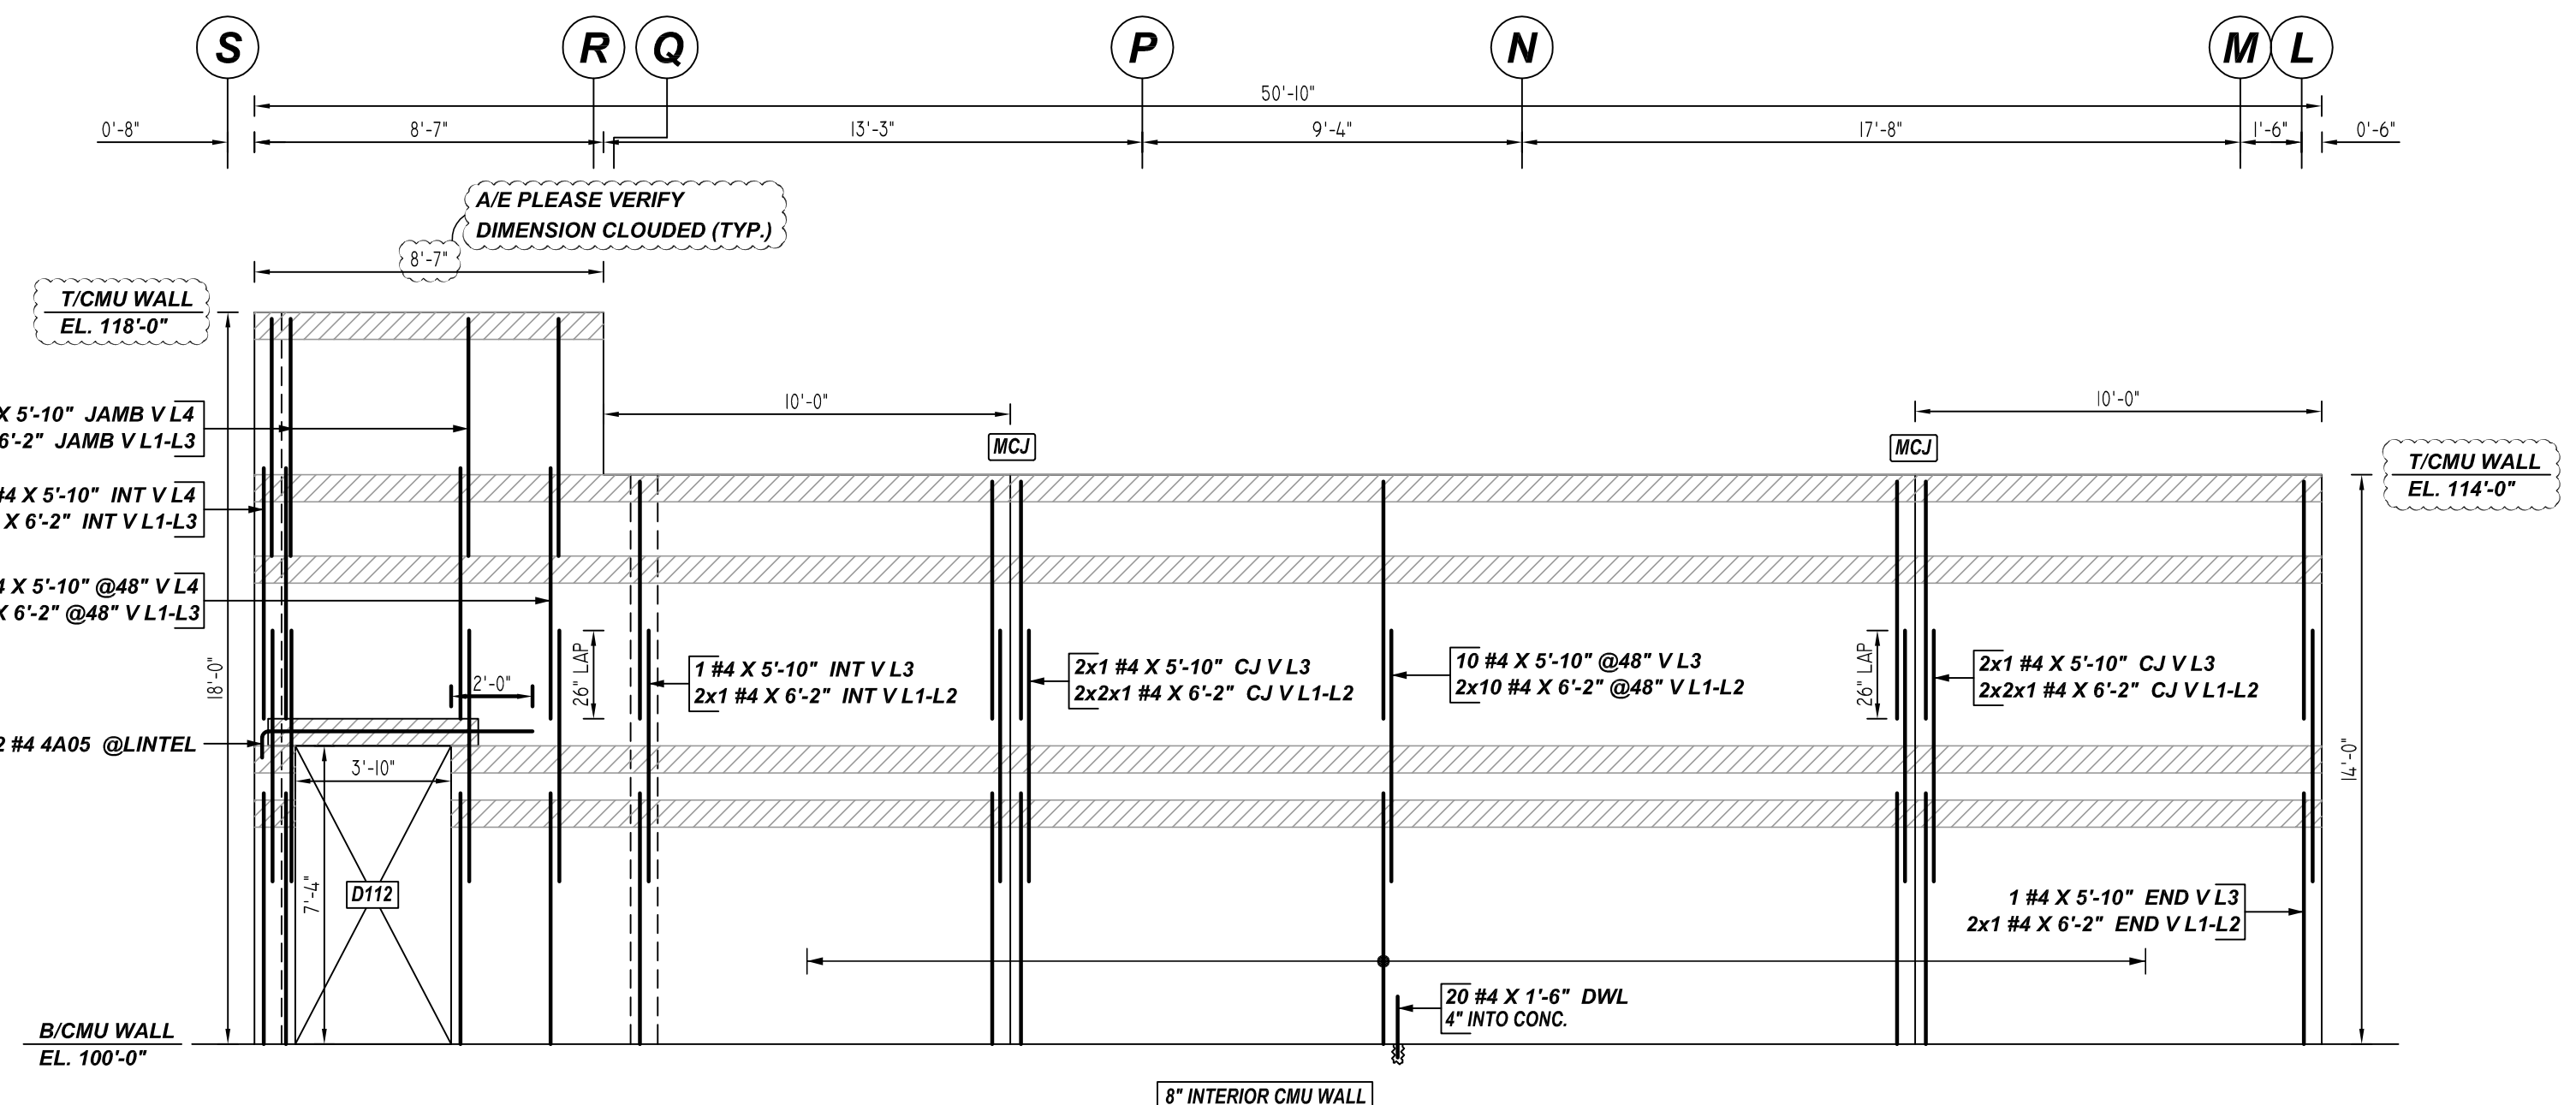 S R Q P N M L
50'-10"
0'-8" 8'-7" 13'-3" 9'-4" 17'-8" 1'-6" 0'-6"
A/E PLEASE VERIFY
DIMENSION CLOUDED (TYP.)
8'-7"
T/CMU WALL
EL. 118'-0"
10'-0"
10'-0"
MCJ
MCJ
T/CMU WALL
EL. 114'-0"
X 5'-10" JAMB V L4
6'-2" JAMB V L1-L3
#4 X 5'-10" INT V L4
X 6'-2" INT V L1-L3
4 X 5'-10" @48" V L4
X 6'-2" @48" V L1-L3
18'-0"
2'-0"
26" LAP
1 #4 X 5'-10" INT V L3
2x1 #4 X 6'-2" INT V L1-L2
2x1 #4 X 5'-10" CJ V L3
2x2x1 #4 X 6'-2" CJ V L1-L2
10 #4 X 5'-10" @48" V L3
2x10 #4 X 6'-2" @48" V L1-L2
26" LAP
2x1 #4 X 5'-10" CJ V L3
2x2x1 #4 X 6'-2" CJ V L1-L2
2 #4 4A05 @LINTEL
3'-10"
14'-0"
7'-4"
D112
1 #4 X 5'-10" END V L3
2x1 #4 X 6'-2" END V L1-L2
20 #4 X 1'-6" DWL
4" INTO CONC.
B/CMU WALL
EL. 100'-0"
8" INTERIOR CMU WALL